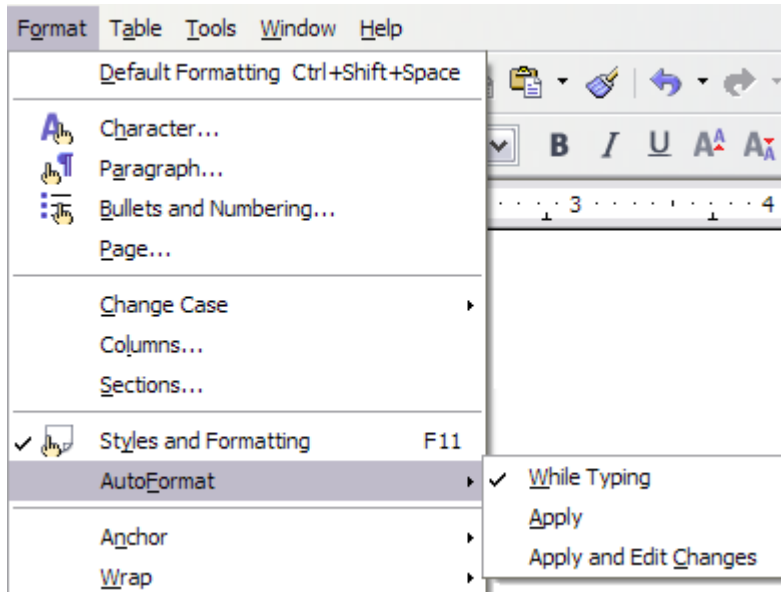 Format Table Tools Window Help
Default Formatting Ctrl+Shift+Space
Character...
Paragraph...
Bullets and Numbering...
Page...
Change Case
Columns...
Sections...
Styles and Formatting F11
AutoFormat
Anchor
Wrap
While Typing
Apply
Apply and Edit Changes
B I U A A
3 4